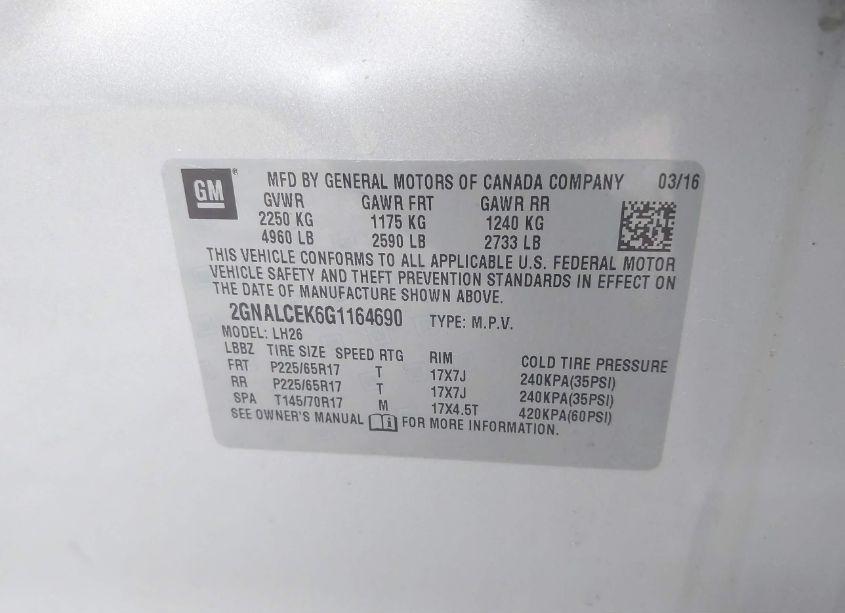 GM MFD BY GENERAL MOTORS OF CANADA COMPANY 03/16
GVWR GAWR FRT GAWR RR
2250 KG 1175 KG 1240 KG
4960 LB 2590 LB 2733 LB
THIS VEHICLE CONFORMS TO ALL APPLICABLE U.S. FEDERAL MOTOR
VEHICLE SAFETY AND THEFT PREVENTION STANDARDS IN EFFECT ON
THE DATE OF MANUFACTURE SHOWN ABOVE.
2GNALCEK6G1164690 TYPE: M.P.V.
MODEL: LH26
LBBZ TIRE SIZE SPEED RTG RIM COLD TIRE PRESSURE
FRT P225/65R17 T 17X7J 240KPA(35PSI)
RR P225/65R17 T 17X7J 240KPA(35PSI)
SPA T145/70R17 M 17X4.5T 420KPA(60PSI)
SEE OWNER'S MANUAL FOR MORE INFORMATION.